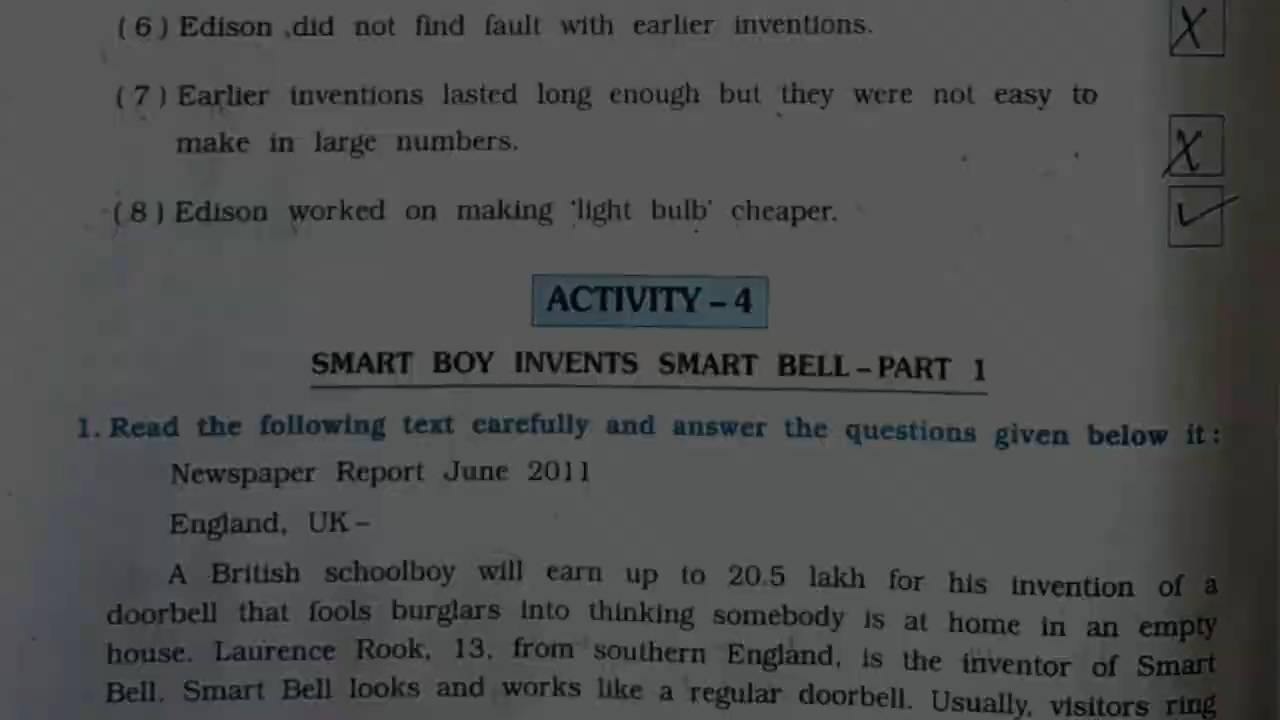 (6) Edison did not find fault with earlier inventions. X
(7) Earlier inventions lasted long enough but they were not easy to
make in large numbers. X
(8) Edison worked on making 'light bulb' cheaper. ✓
ACTIVITY – 4
SMART BOY INVENTS SMART BELL – PART 1
1. Read the following text carefully and answer the questions given below it :
Newspaper Report June 2011
England, UK –
A British schoolboy will earn up to 20.5 lakh for his invention of a
doorbell that fools burglars into thinking somebody is at home in an empty
house. Laurence Rook, 13, from southern England, is the inventor of Smart
Bell. Smart Bell looks and works like a regular doorbell. Usually, visitors ring